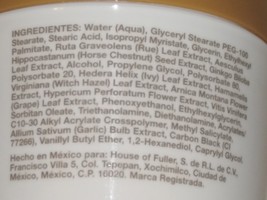 INGREDIENTES: Water (Aqua), Glyceryl Stearate PEG-100
Stearate, Stearic Acid, Isopropyl Myristate, Glycerin, Ethylhexyl
Palmitate, Ruta Graveolens (Rue) Leaf Extract, Aesculus
Hippocastanum (Horse Chestnut) Seed Extract, Ginkgo Biloba
Leaf Extract, Alcohol, Propylene Glycol, Polysorbate 80,
Polysorbate 20, Hedera Helix (Ivy) Leaf Extract, Hamamelis
Virginiana (Witch Hazel) Leaf Extract, Arnica Montana Flower
Extract, Hypericum Perforatum Flower Extract, Vitis Vinifera
(Grape) Leaf Extract, Phenoxyethanol, Ethylhexylglycerin,
Sorbitan Oleate, Triethanolamine, Diethanolamine, Acrylates/
C10-30 Alkyl Acrylate Crosspolymer, Methyl Salicylate,
Allium Sativum (Garlic) Bulb Extract, Carbon Black (CI
77266), Vanillyl Butyl Ether, 1,2-Hexanediol, Caprylyl Glycol.
Hecho en México para: House of Fuller, S. de R.L. de C.V.
Francisco Villa 5, Col. Tepepan, Xochimilco, Ciudad de
México, C.P. 16020. Marca Registrada.